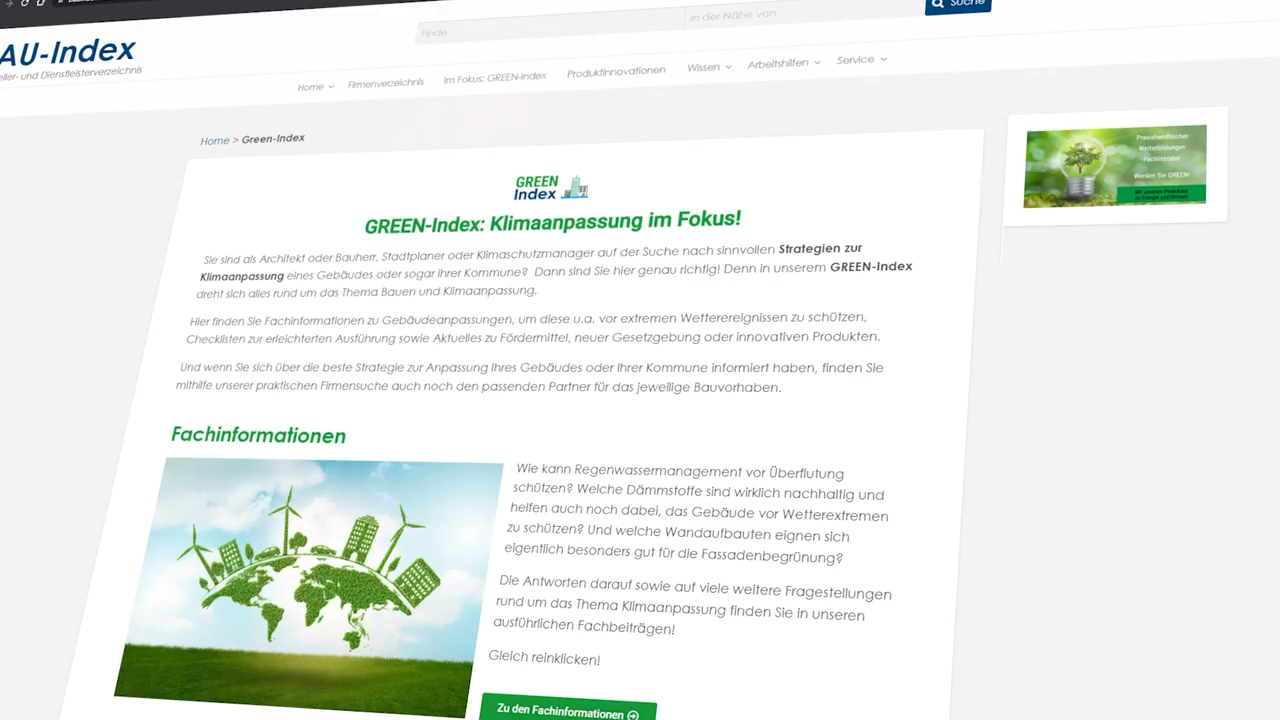 AU-Index
eller- und Dienstleisterverzeichnis
Finde
in der Nähe von
Suche
Home
Firmenverzeichnis
Im Fokus: GREEN-Index
Produktinnovationen
Wissen
Arbeitshilfen
Service
Home > Green-Index
GREEN
Index
GREEN-Index: Klimaanpassung im Fokus!
Sie sind als Architekt oder Bauherr, Stadtplaner oder Klimaschutzmanager auf der Suche nach sinnvollen Strategien zur
Klimaanpassung eines Gebäudes oder sogar Ihrer Kommune? Dann sind Sie hier genau richtig! Denn in unserem GREEN-Index
dreht sich alles rund um das Thema Bauen und Klimaanpassung.
Hier finden Sie Fachinformationen zu Gebäudeanpassungen, um diese u.a. vor extremen Wetterereignissen zu schützen,
Checklisten zur erleichterten Ausführung sowie Aktuelles zu Fördermittel, neuer Gesetzgebung oder innovativen Produkten.
Und wenn Sie sich über die beste Strategie zur Anpassung Ihres Gebäudes oder Ihrer Kommune informiert haben, finden Sie
mithilfe unserer praktischen Firmensuche auch noch den passenden Partner für das jeweilige Bauvorhaben.
Fachinformationen
Wie kann Regenwassermanagement vor Überflutung
schützen? Welche Dämmstoffe sind wirklich nachhaltig und
helfen auch noch dabei, das Gebäude vor Wetterextremen
zu schützen? Und welche Wandaufbauten eignen sich
eigentlich besonders gut für die Fassadenbegrünung?
Die Antworten darauf sowie auf viele weitere Fragestellungen
rund um das Thema Klimaanpassung finden Sie in unseren
ausführlichen Fachbeiträgen!
Gleich reinklicken!
Zu den Fachinformationen
Praxishandbücher
Weiterbildungen
Fachliteratur
Werden Sie GREEN!
Mit unseren Produkten
zu Energie und Umwelt